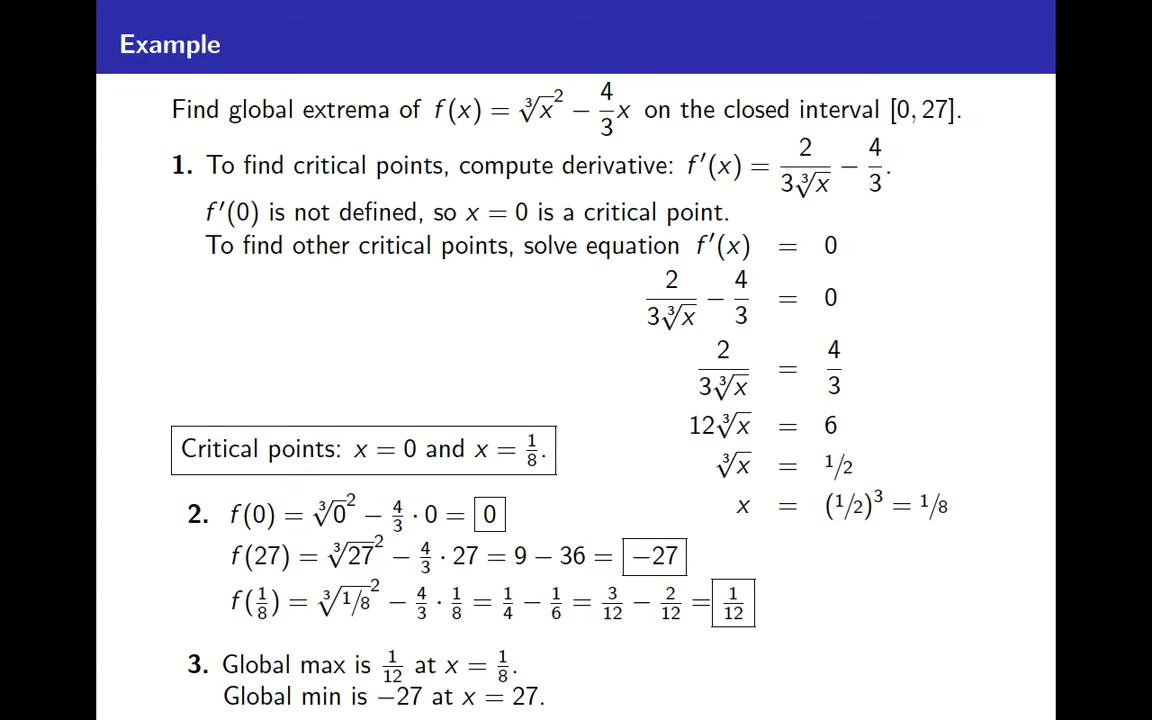 Example
Find global extrema of f(x) = ∛x² − 4/3 x on the closed interval [0, 27].
1. To find critical points, compute derivative: f′(x) = 2/(3∛x) − 4/3.
f′(0) is not defined, so x = 0 is a critical point.
To find other critical points, solve equation f′(x) = 0
2/(3∛x) − 4/3 = 0
2/(3∛x) = 4/3
12∛x = 6
∛x = 1/2
x = (1/2)³ = 1/8
Critical points: x = 0 and x = 1/8.
2. f(0) = ∛0² − 4/3 · 0 = 0
f(27) = ∛27² − 4/3 · 27 = 9 − 36 = −27
f(1/8) = ∛1/8² − 4/3 · 1/8 = 1/4 − 1/6 = 3/12 − 2/12 = 1/12
3. Global max is 1/12 at x = 1/8.
Global min is −27 at x = 27.